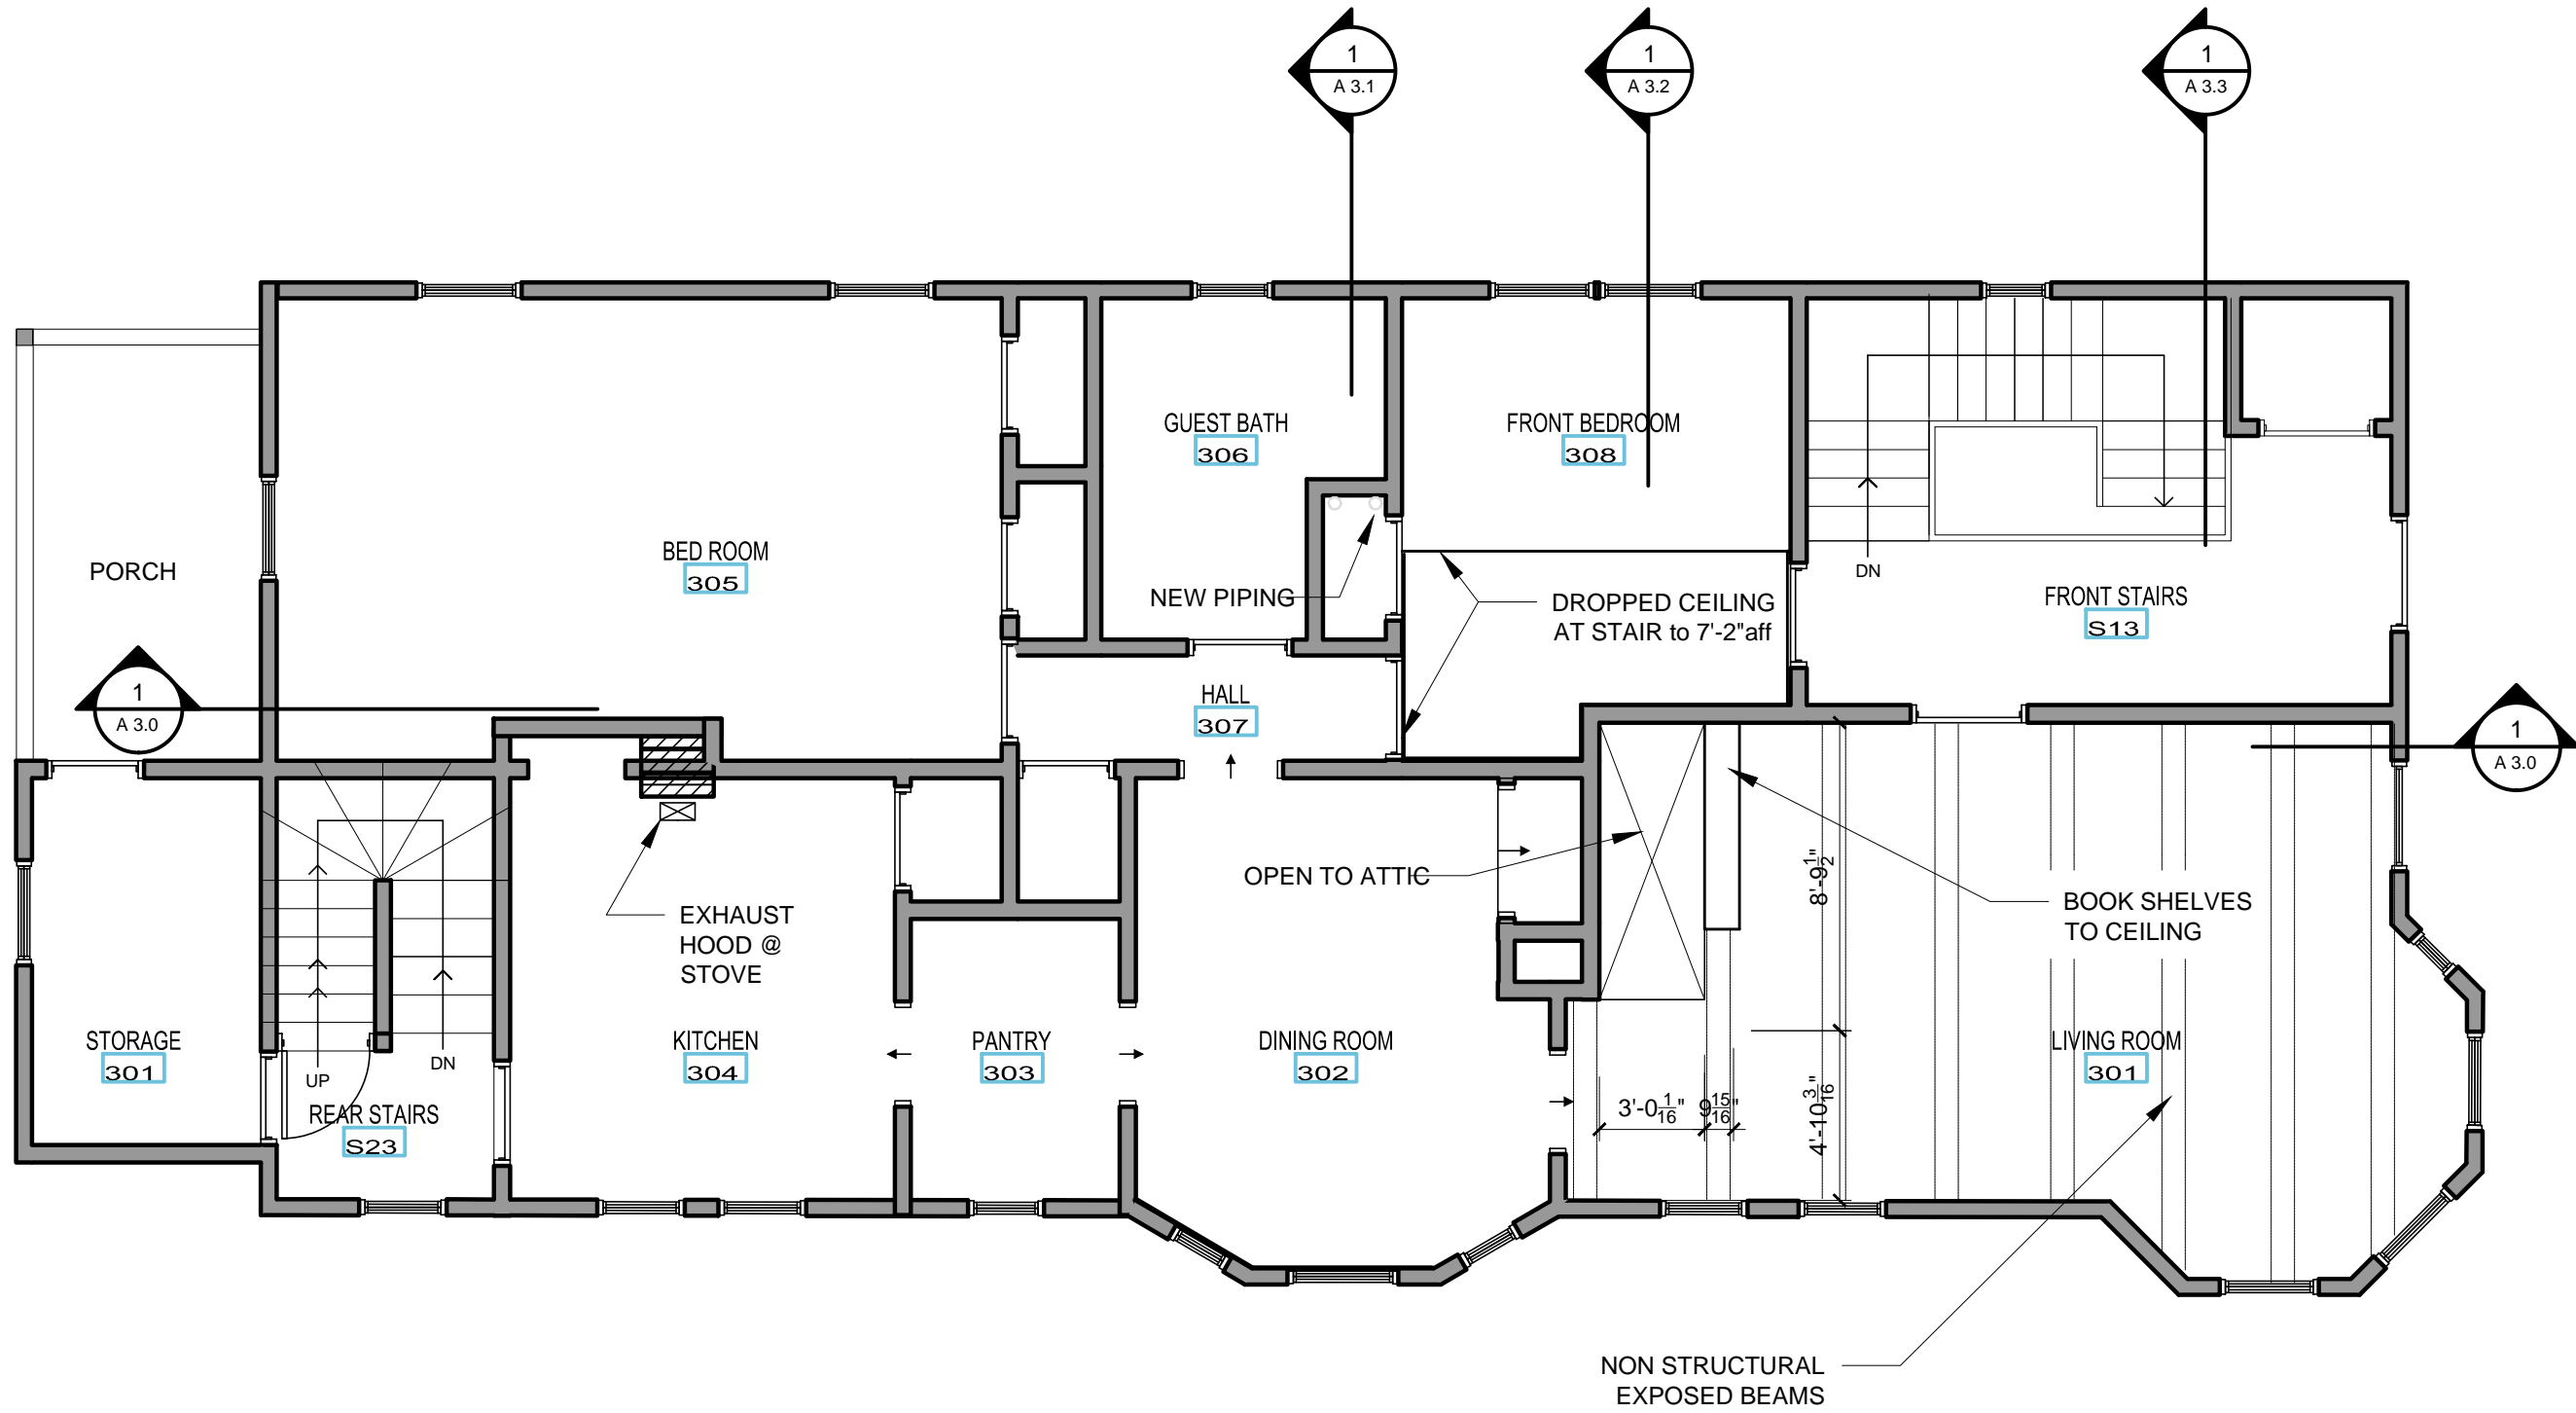 1
A 3.1
1
A 3.2
1
A 3.3
GUEST BATH
306
FRONT BEDROOM
308
BED ROOM
305
PORCH
NEW PIPING
DROPPED CEILING
AT STAIR to 7'-2"aff
DN
FRONT STAIRS
S13
1
A 3.0
HALL
307
1
A 3.0
OPEN TO ATTIC
8'-9 1/2"
BOOK SHELVES
TO CEILING
EXHAUST
HOOD @
STOVE
STORAGE
301
UP
DN
REAR STAIRS
S23
KITCHEN
304
PANTRY
303
DINING ROOM
302
3'-0 1/16"
9 15/16"
4'-10 3/16"
LIVING ROOM
301
NON STRUCTURAL
EXPOSED BEAMS